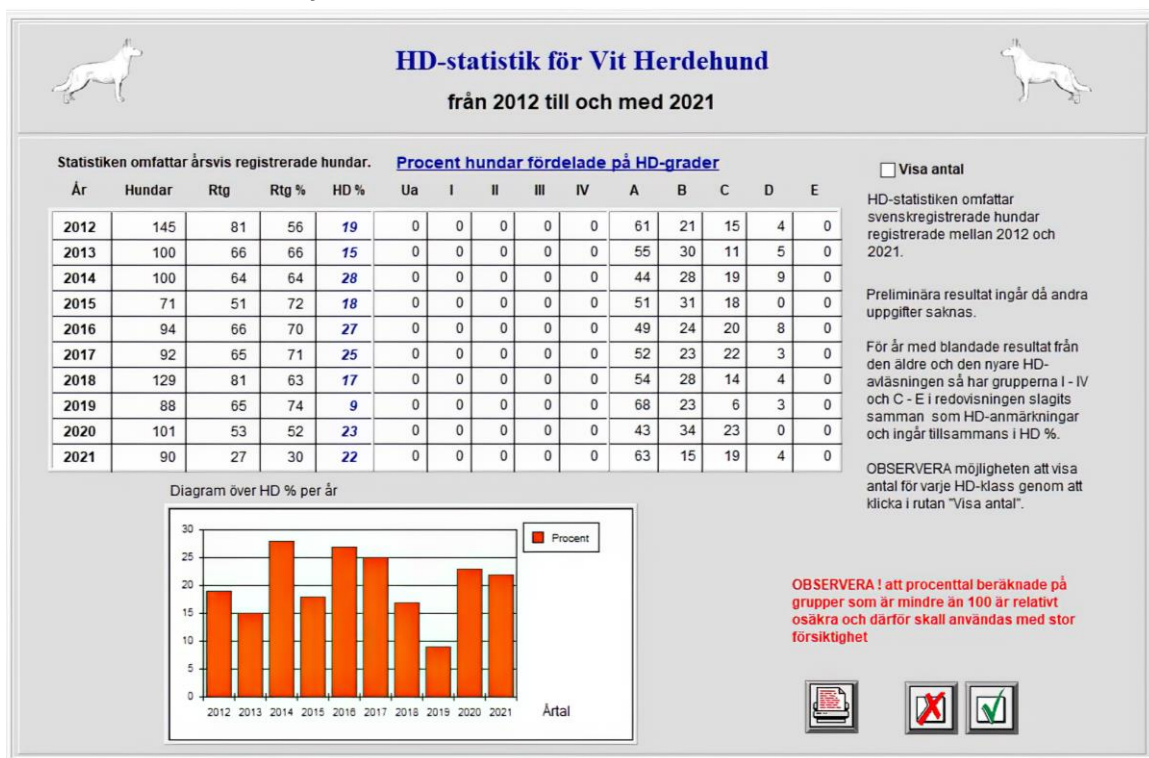 HD-statistik för Vit Herdehund
från 2012 till och med 2021
Statistiken omfattar årsvis registrerade hundar. Procent hundar fördelade på HD-grader
År Hundar Rtg Rtg % HD % Ua I II III IV A B C D E
2012 145 81 56 19 0 0 0 0 0 61 21 15 4 0
2013 100 66 66 15 0 0 0 0 0 55 30 11 5 0
2014 100 64 64 28 0 0 0 0 0 44 28 19 9 0
2015 71 51 72 18 0 0 0 0 0 51 31 18 0 0
2016 94 66 70 27 0 0 0 0 0 49 24 20 8 0
2017 92 65 71 25 0 0 0 0 0 52 23 22 3 0
2018 129 81 63 17 0 0 0 0 0 54 28 14 4 0
2019 88 65 74 9 0 0 0 0 0 68 23 6 3 0
2020 101 53 52 23 0 0 0 0 0 43 34 23 0 0
2021 90 27 30 22 0 0 0 0 0 63 15 19 4 0
Visa antal
HD-statistiken omfattar
svenskregistrerade hundar
registrerade mellan 2012 och
2021.
Preliminära resultat ingår då andra
uppgifter saknas.
För år med blandade resultat från
den äldre och den nyare HD-
avläsningen så har grupperna I - IV
och C - E i redovisningen slagits
samman som HD-anmärkningar
och ingår tillsammans i HD %.
OBSERVERA möjligheten att visa
antal för varje HD-klass genom att
klicka i rutan "Visa antal".
Diagram över HD % per år
30
25
20
15
10
5
0
2012 2013 2014 2015 2016 2017 2018 2019 2020 2021
Årtal
Procent
OBSERVERA ! att procenttal beräknade på
grupper som är mindre än 100 är relativt
osäkra och därför skall användas med stor
försiktighet